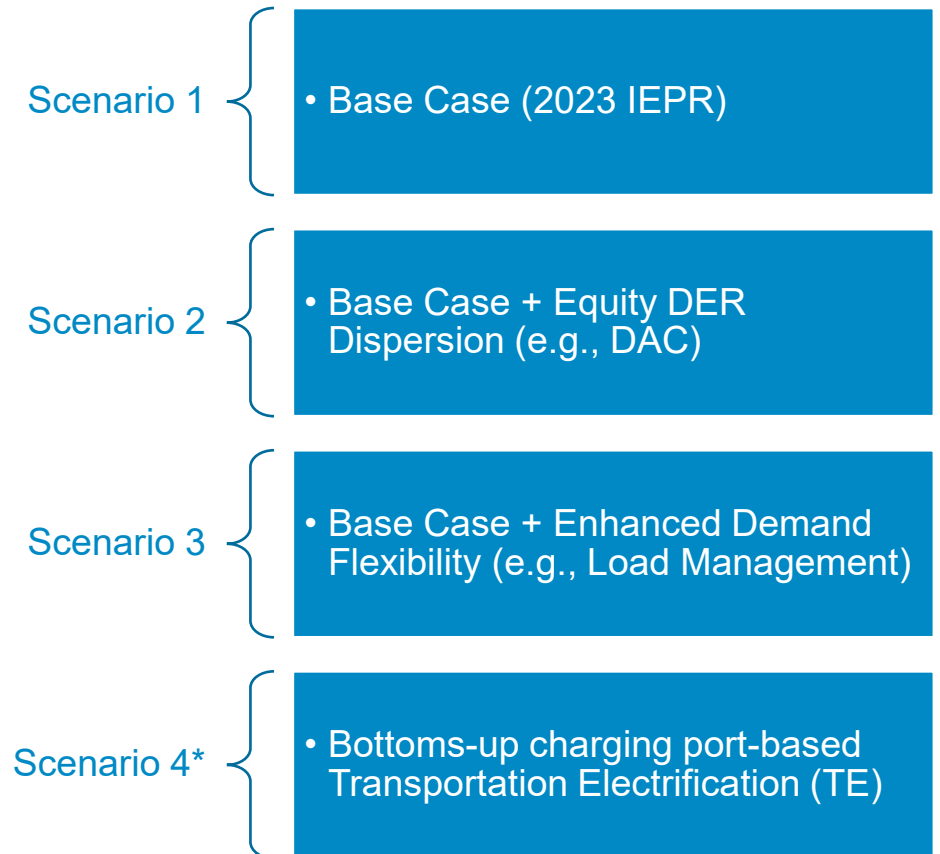 Scenario 1
• Base Case (2023 IEPR)
Scenario 2
• Base Case + Equity DER
Dispersion (e.g., DAC)
Scenario 3
• Base Case + Enhanced Demand
Flexibility (e.g., Load Management)
Scenario 4*
• Bottoms-up charging port-based
Transportation Electrification (TE)